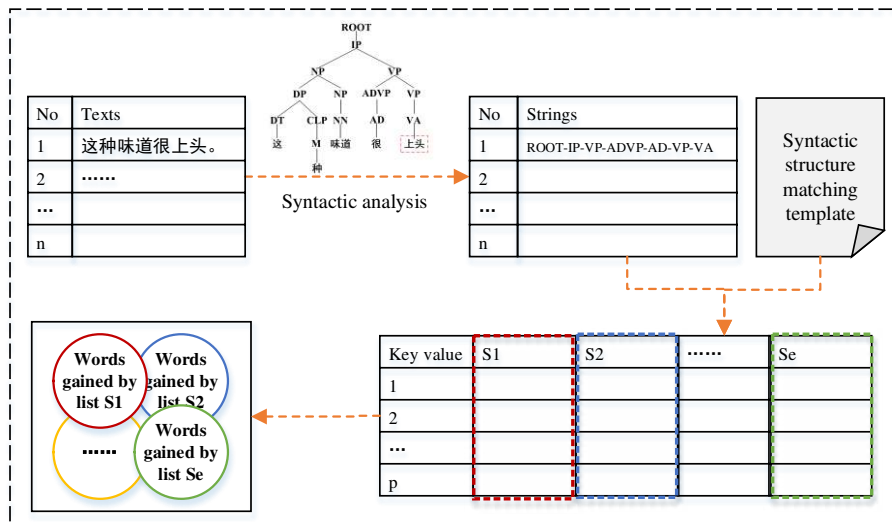 ROOT
IP
NP VP
DP NP ADVP VP
DT CLP NN AD VA
这 M 味道 很 上头
种
Syntactic analysis
No Texts
1 这种味道很上头。
2 ······
...
n
No Strings
1 ROOT-IP-VP-ADVP-AD-VP-VA
2
...
n
Syntactic
structure
matching
template
Key value S1 S2 ······ Se
1
2
...
p
Words
gained by
list S1
Words
gained by
list S2
······
Words
gained by
list Se